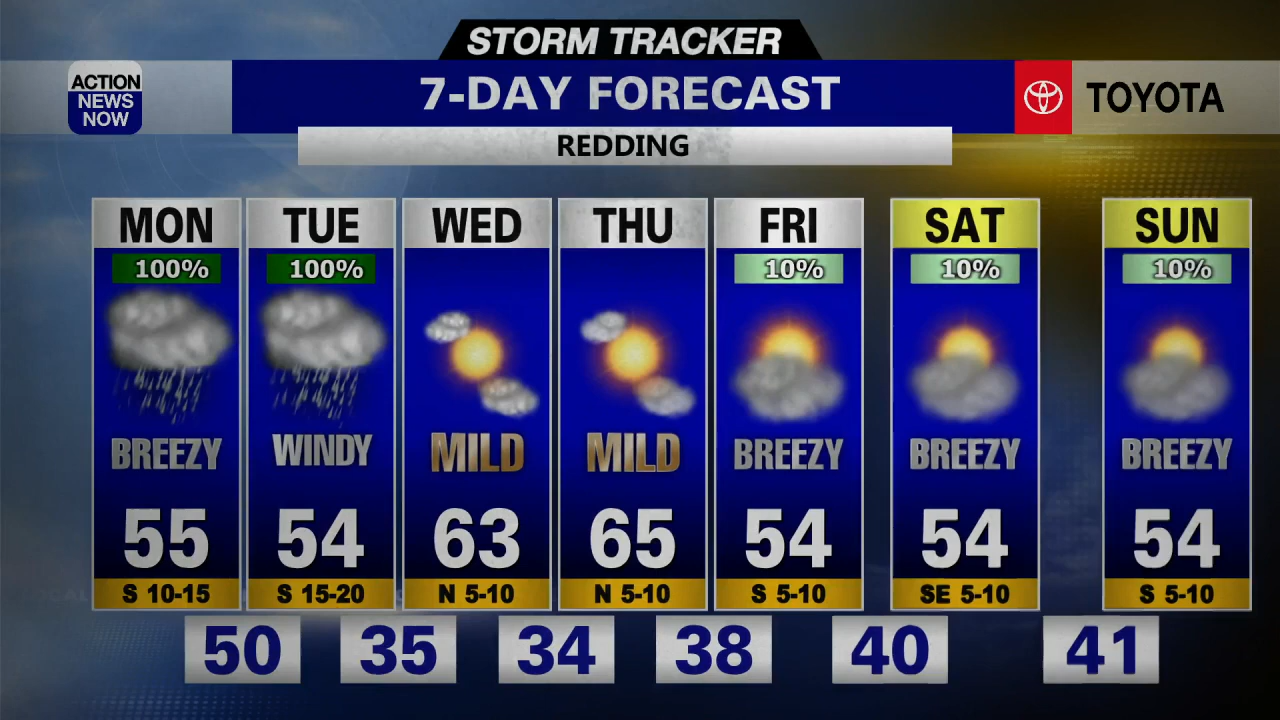 STORM TRACKER
ACTION
NEWS
NOW
7-DAY FORECAST
TOYOTA
REDDING
MON TUE WED THU FRI SAT SUN
100% 100% 10% 10% 10%
BREEZY WINDY MILD MILD BREEZY BREEZY BREEZY
55 54 63 65 54 54 54
S 10-15 S 15-20 N 5-10 N 5-10 S 5-10 SE 5-10 S 5-10
50 35 34 38 40 41